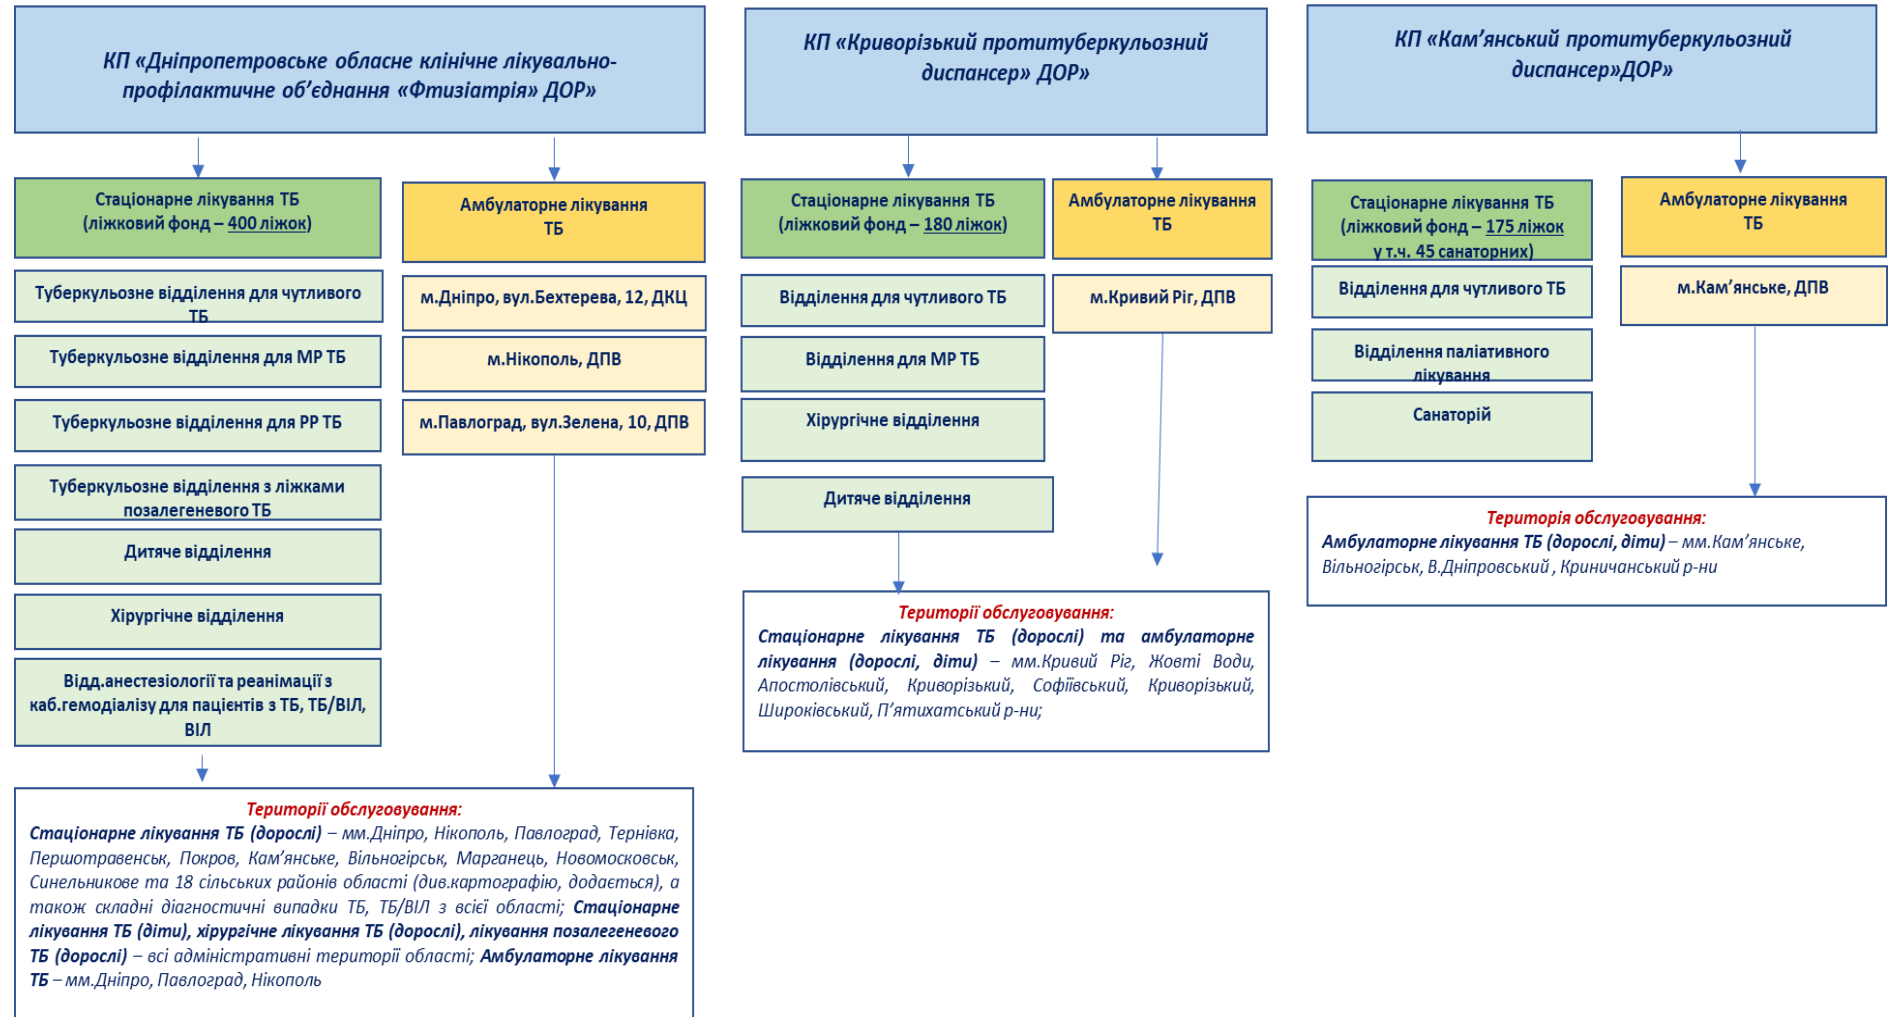 КП «Дніпропетровське обласне клінічне лікувально-
профілактичне об’єднання «Фтизіатрія» ДОР»
Стаціонарне лікування ТБ
(ліжковий фонд – 400 ліжок)
Туберкульозне відділення для чутливого
ТБ
Туберкульозне відділення для МР ТБ
Туберкульозне відділення для РР ТБ
Туберкульозне відділення з ліжками
позалегеневого ТБ
Дитяче відділення
Хірургічне відділення
Відд.анестезіології та реанімації з
каб.гемодіалізу для пацієнтів з ТБ, ТБ/ВІЛ,
ВІЛ
Амбулаторне лікування
ТБ
м.Дніпро, вул.Бехтерева, 12, ДКЦ
м.Нікополь, ДПВ
м.Павлоград, вул.Зелена, 10, ДПВ
Території обслуговування:
Стаціонарне лікування ТБ (дорослі) – мм.Дніпро, Нікополь, Павлоград, Тернівка,
Першотравенськ, Покров, Кам’янське, Вільногірськ, Марганець, Новомосковськ,
Синельникове та 18 сільських районів області (див.картографію, додається), а
також складні діагностичні випадки ТБ, ТБ/ВІЛ з всієї області; Стаціонарне
лікування ТБ (діти), хірургічне лікування ТБ (дорослі), лікування позалегеневого
ТБ (дорослі) – всі адміністративні території області; Амбулаторне лікування
ТБ – мм.Дніпро, Павлоград, Нікополь
КП «Криворізький протитуберкульозний
диспансер» ДОР»
Стаціонарне лікування ТБ
(ліжковий фонд – 180 ліжок)
Відділення для чутливого ТБ
Відділення для МР ТБ
Хірургічне відділення
Дитяче відділення
Амбулаторне лікування
ТБ
м.Кривий Ріг, ДПВ
Території обслуговування:
Стаціонарне лікування ТБ (дорослі) та амбулаторне
лікування (дорослі, діти) – мм.Кривий Ріг, Жовті Води,
Апостолівський, Криворізький, Софіївський, Криворізький,
Широківський, П’ятихатський р-ни;
КП «Кам’янський протитуберкульозний
диспансер»ДОР»
Стаціонарне лікування ТБ
(ліжковий фонд – 175 ліжок
у т.ч. 45 санаторних)
Відділення для чутливого ТБ
Відділення паліативного
лікування
Санаторій
Амбулаторне лікування
ТБ
м.Кам’янське, ДПВ
Територія обслуговування:
Амбулаторне лікування ТБ (дорослі, діти) – мм.Кам’янське,
Вільногірськ, В.Дніпровський , Криничанський р-ни